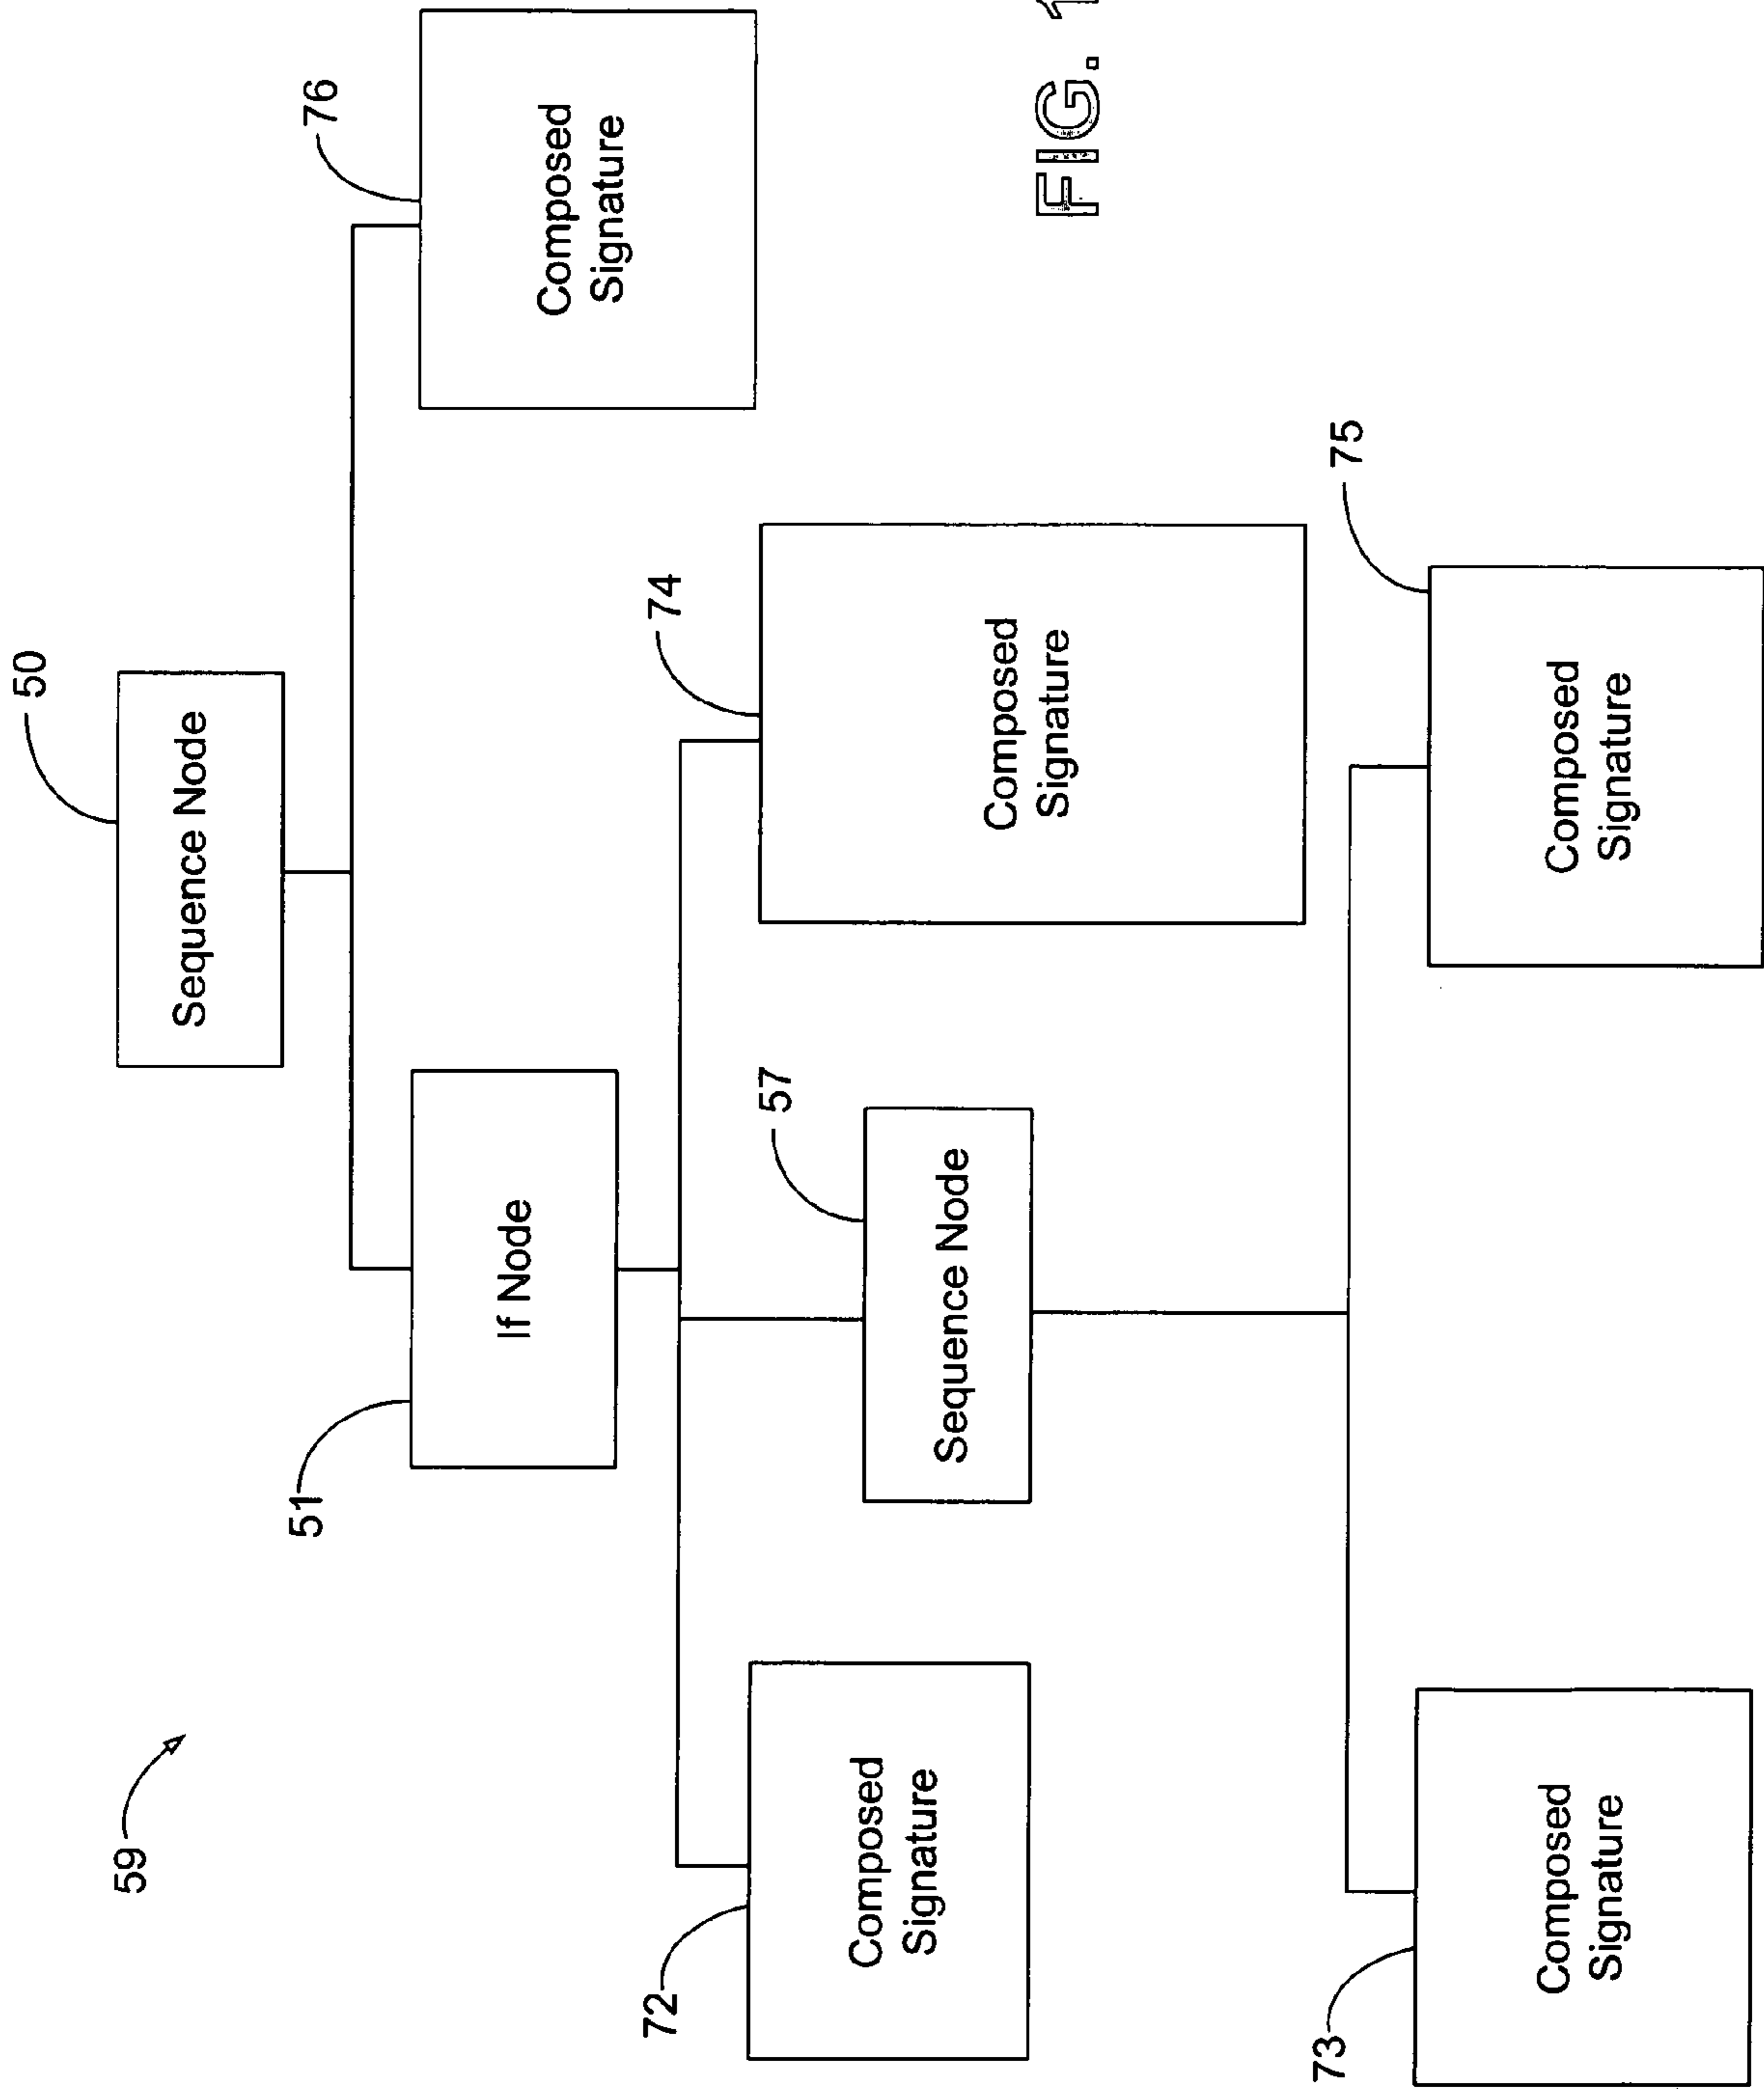 59
50
Sequence Node
51
If Node
76
Composed
Signature
72
Composed
Signature
57
Sequence Node
74
Composed
Signature
73
Composed
Signature
75
Composed
Signature
FIG.